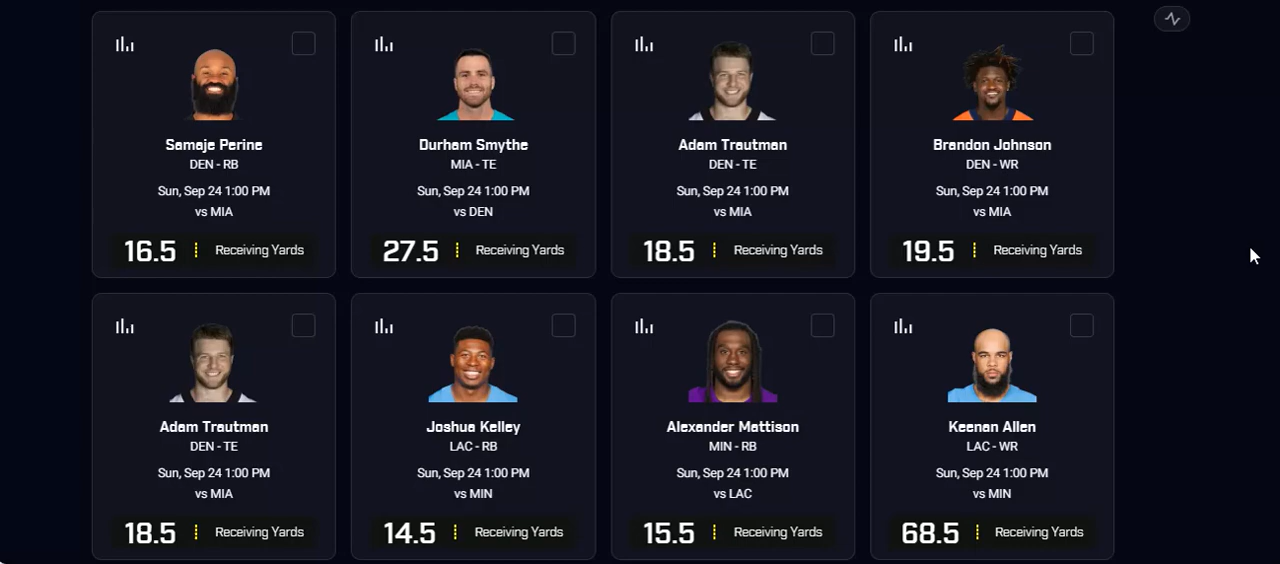 Samaje Perine
DEN - RB
Sun, Sep 24 1:00 PM
vs MIA
16.5 Receiving Yards
Durham Smythe
MIA - TE
Sun, Sep 24 1:00 PM
vs DEN
27.5 Receiving Yards
Adam Trautman
DEN - TE
Sun, Sep 24 1:00 PM
vs MIA
18.5 Receiving Yards
Brandon Johnson
DEN - WR
Sun, Sep 24 1:00 PM
vs MIA
19.5 Receiving Yards
Adam Trautman
DEN - TE
Sun, Sep 24 1:00 PM
vs MIA
18.5 Receiving Yards
Joshua Kelley
LAC - RB
Sun, Sep 24 1:00 PM
vs MIN
14.5 Receiving Yards
Alexander Mattison
MIN - RB
Sun, Sep 24 1:00 PM
vs LAC
15.5 Receiving Yards
Keenan Allen
LAC - WR
Sun, Sep 24 1:00 PM
vs MIN
68.5 Receiving Yards